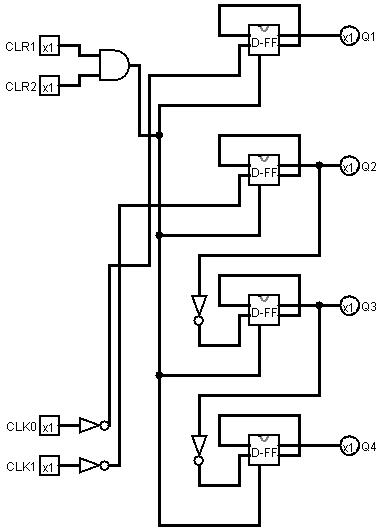 CLR1 x1
CLR2 x1
D-FF
x1 Q1
D-FF
x1 Q2
D-FF
x1 Q3
CLK0 x1
D-FF
x1 Q4
CLK1 x1